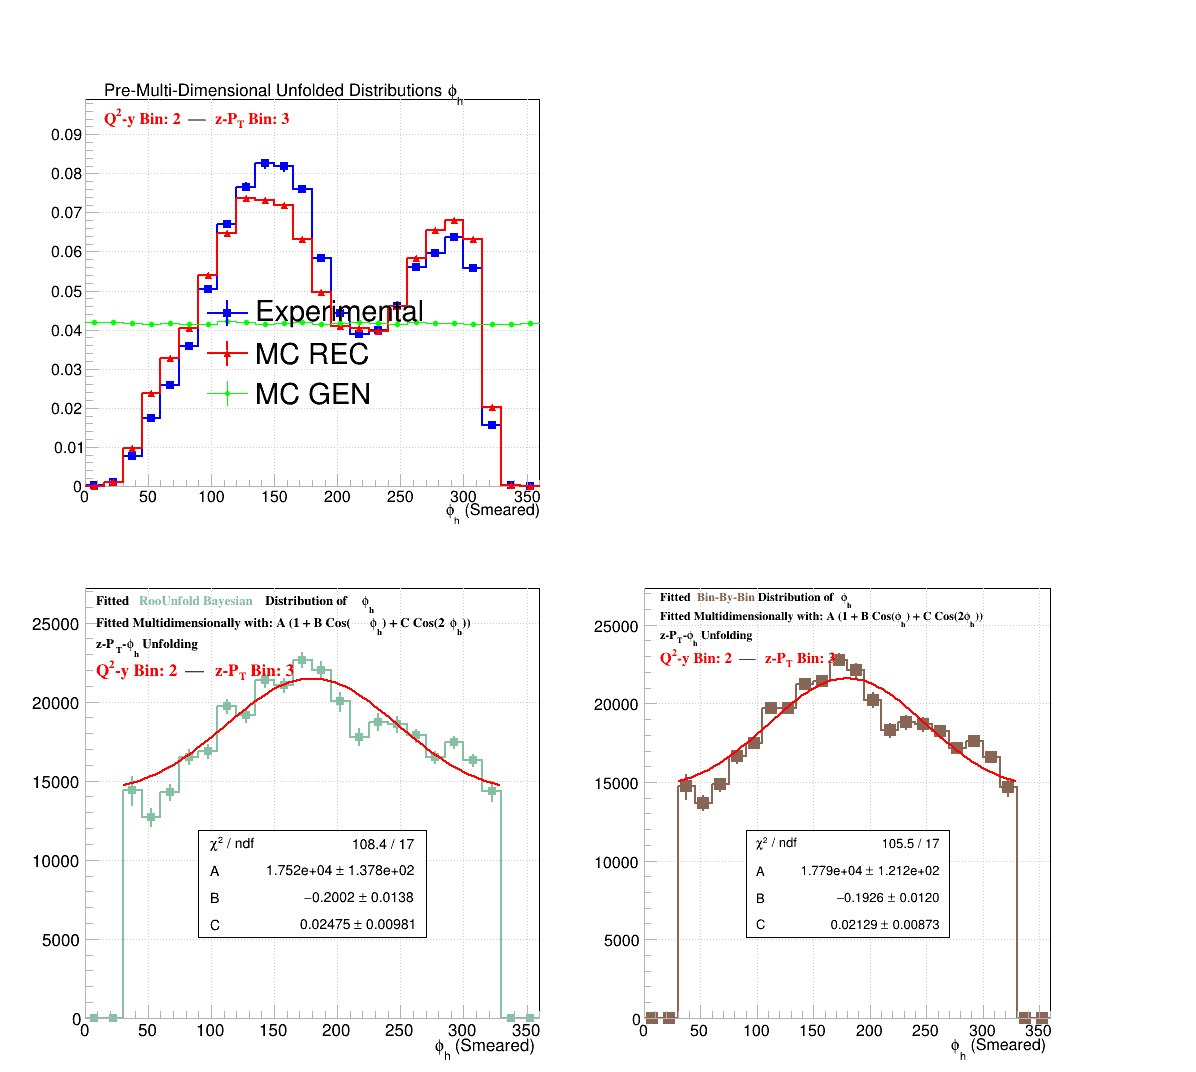 Pre-Multi-Dimensional Unfolded Distributions ϕh
Q²-y Bin: 2 — z-PT Bin: 3
0.09
0.08
0.07
0.06
0.05
0.04
0.03
0.02
0.01
0
Experimental
MC REC
MC GEN
0 50 100 150 200 250 300 350
ϕh (Smeared)
Fitted RooUnfold Bayesian Distribution of ϕh
Fitted Multidimensionally with: A (1 + B Cos(ϕh) + C Cos(2 ϕh))
z-PT-ϕh Unfolding
Q²-y Bin: 2 — z-PT Bin: 3
25000
20000
15000
10000
5000
0
χ² / ndf 108.4 / 17
A 1.752e+04 ± 1.378e+02
B −0.2002 ± 0.0138
C 0.02475 ± 0.00981
0 50 100 150 200 250 300 350
ϕh (Smeared)
Fitted Bin-By-Bin Distribution of ϕh
Fitted Multidimensionally with: A (1 + B Cos(ϕh) + C Cos(2ϕh))
z-PT-ϕh Unfolding
Q²-y Bin: 2 — z-PT Bin: 3
25000
20000
15000
10000
5000
0
χ² / ndf 105.5 / 17
A 1.779e+04 ± 1.212e+02
B −0.1926 ± 0.0120
C 0.02129 ± 0.00873
0 50 100 150 200 250 300 350
ϕh (Smeared)